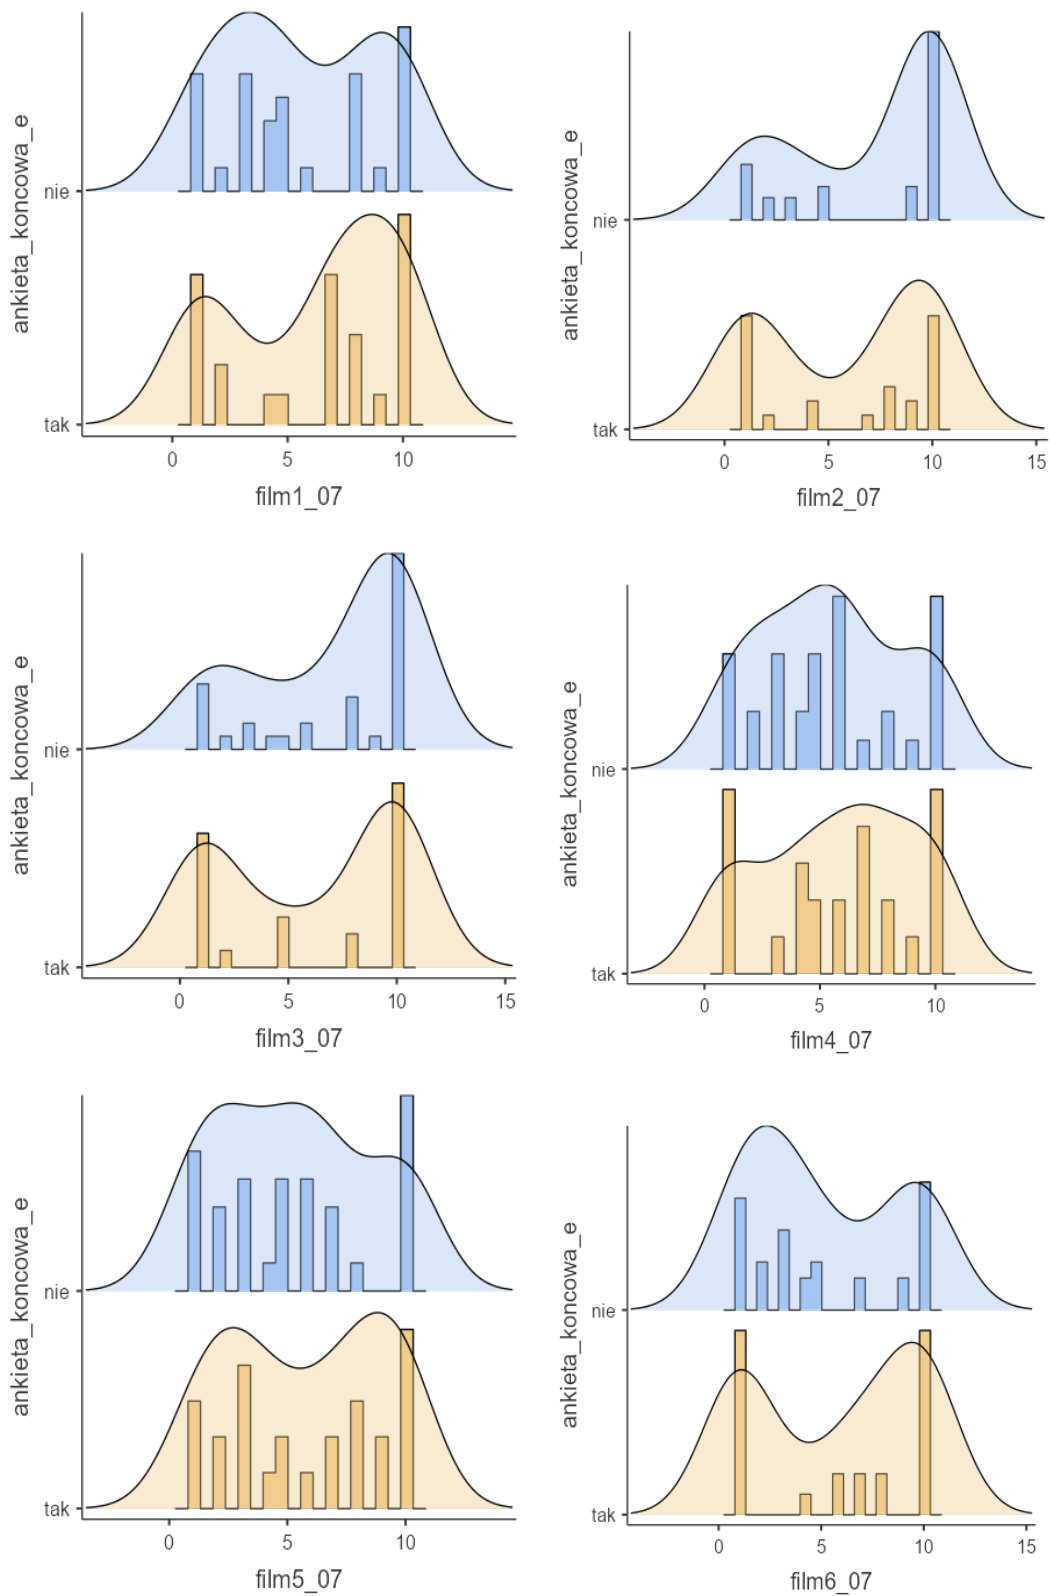 ankieta_koncowa_e
nie
tak
0 5 10
film1_07
ankieta_koncowa_e
nie
tak
0 5 10 15
film2_07
ankieta_koncowa_e
nie
tak
0 5 10 15
film3_07
ankieta_koncowa_e
nie
tak
0 5 10
film4_07
ankieta_koncowa_e
nie
tak
0 5 10
film5_07
ankieta_koncowa_e
nie
tak
0 5 10 15
film6_07